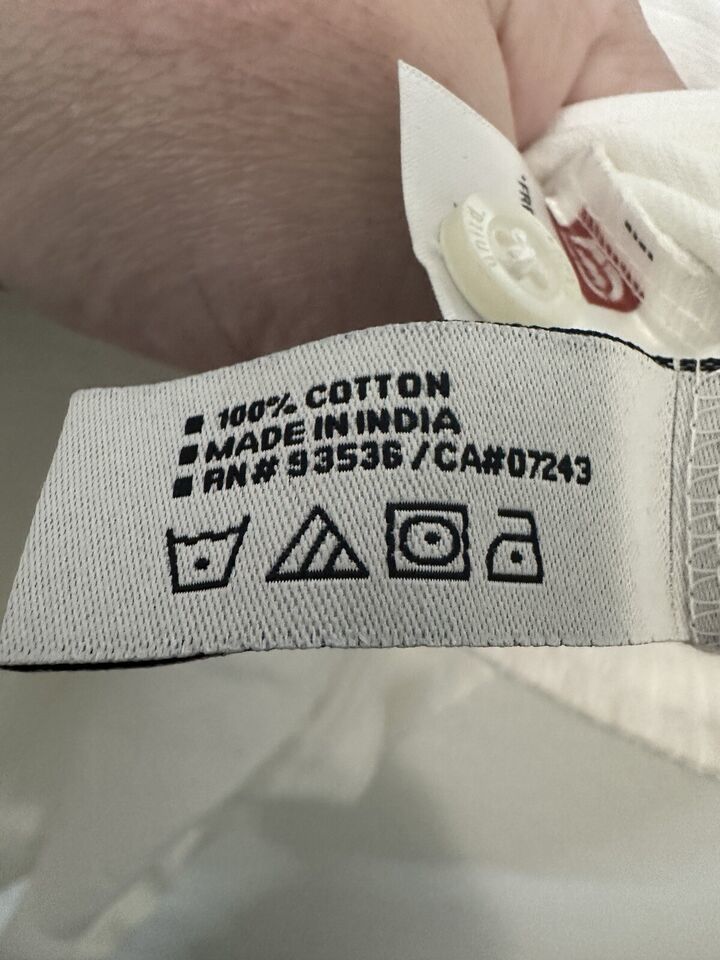 100% COTTON
MADE IN INDIA
RN# 93536 / CA#07243